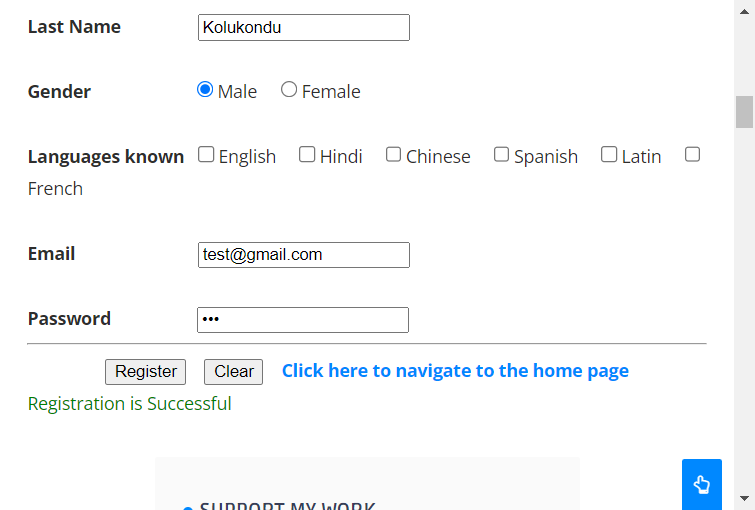 Last Name Kolukondu
Gender Male Female
Languages known English Hindi Chinese Spanish Latin
French
Email test@gmail.com
Password •••
Register Clear Click here to navigate to the home page
Registration is Successful
SUPPORT MY WORK